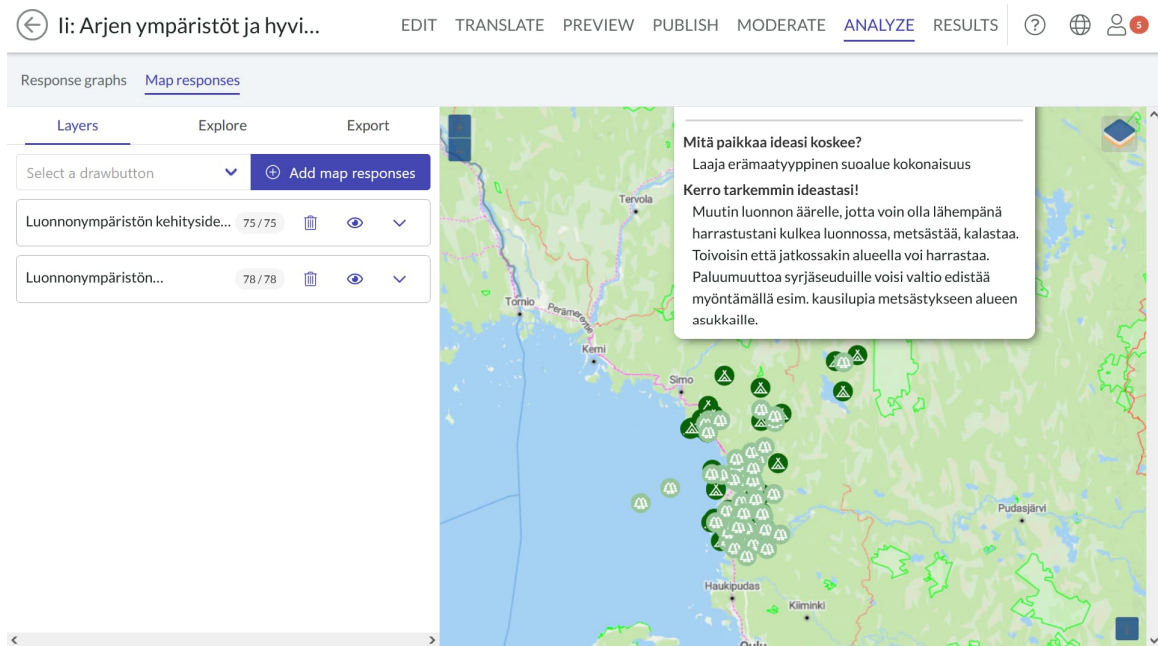 Ii: Arjen ympäristöt ja hyvi...
EDIT TRANSLATE PREVIEW PUBLISH MODERATE ANALYZE RESULTS
5
Response graphs Map responses
Layers Explore Export
Select a drawbutton
Add map responses
Luonnonympäristön kehityside... 75/75
Luonnonympäristön... 78/78
Mitä paikkaa ideasi koskee?
Laaja erämaatyyppinen suoalue kokonaisuus
Kerro tarkemmin ideastasi!
Muutin luonnon äärelle, jotta voin olla lähempänä
harrastustani kulkea luonnossa, metsästää, kalastaa.
Toivoisin että jatkossakin alueella voi harrastaa.
Paluumuuttoa syrjäseuduille voisi valtio edistää
myöntämällä esim. kausilupia metsästykseen alueen
asukkaille.
Tervola
Tornio
Perämerentie
Kemi
Simo
Pudasjärvi
Haukipudas
Kiiminki
Oulu